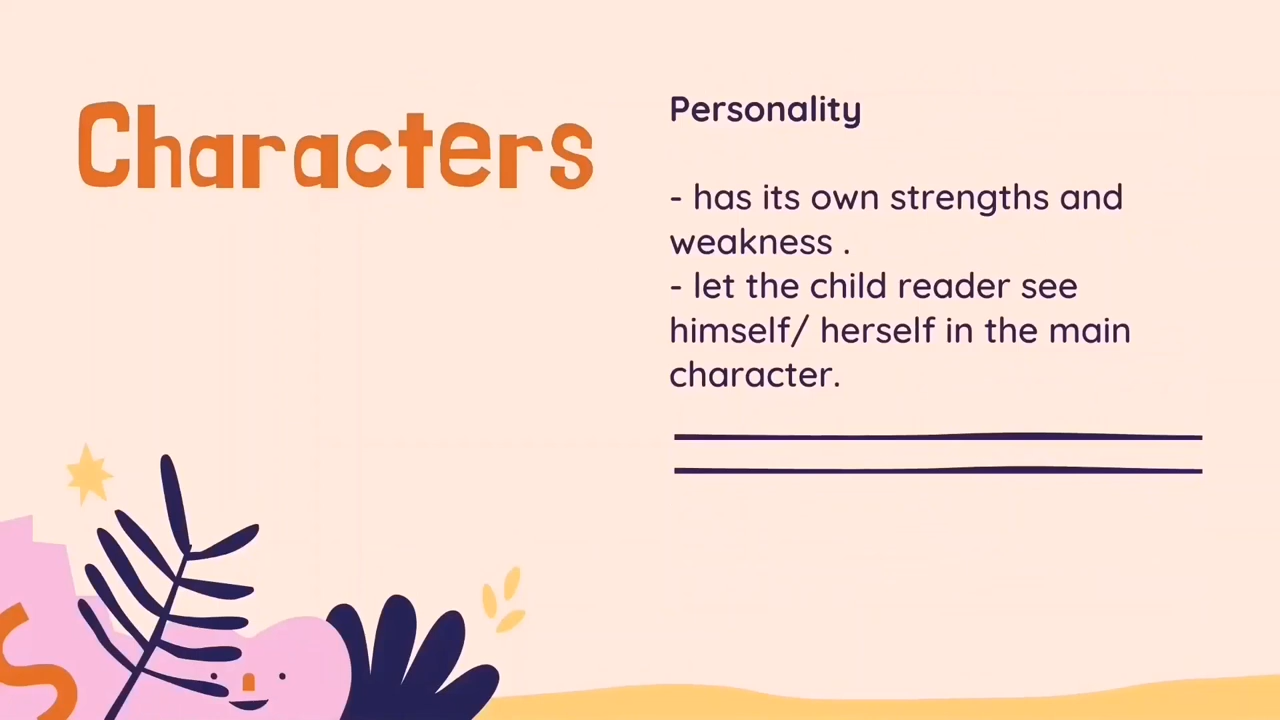 Characters
Personality
- has its own strengths and
weakness .
- let the child reader see
himself/ herself in the main
character.
S